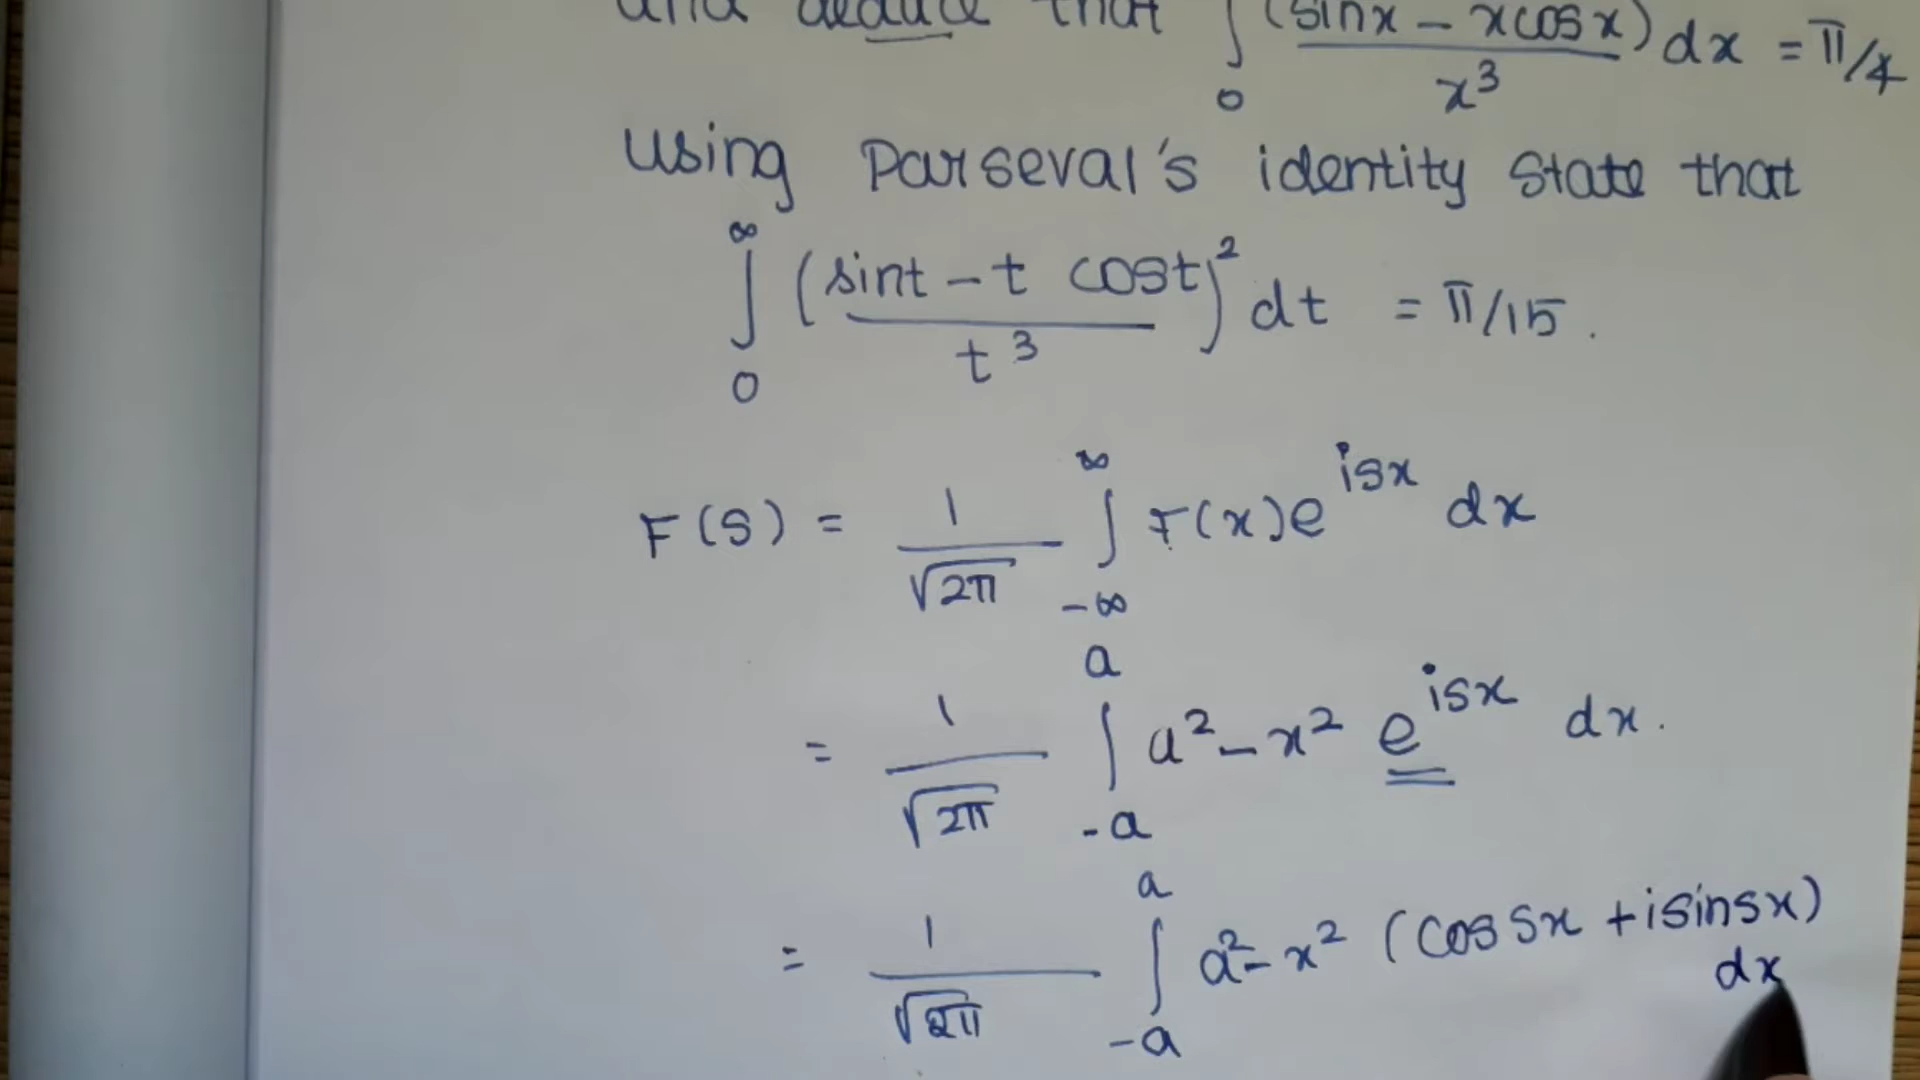 and deduce that ∫₀ (sinx - xcosx)/x³ dx = π/4
using Parseval's identity state that
∫₀^∞ (sint - t cost / t³)² dt = π/15.
F(s) = 1/√2π ∫_{-∞}^{∞} F(x)e^{isx} dx
= 1/√2π ∫_{-a}^{a} a² - x² e^{isx} dx.
= 1/√2π ∫_{-a}^{a} a² - x² (cos sx + i sin sx) dx